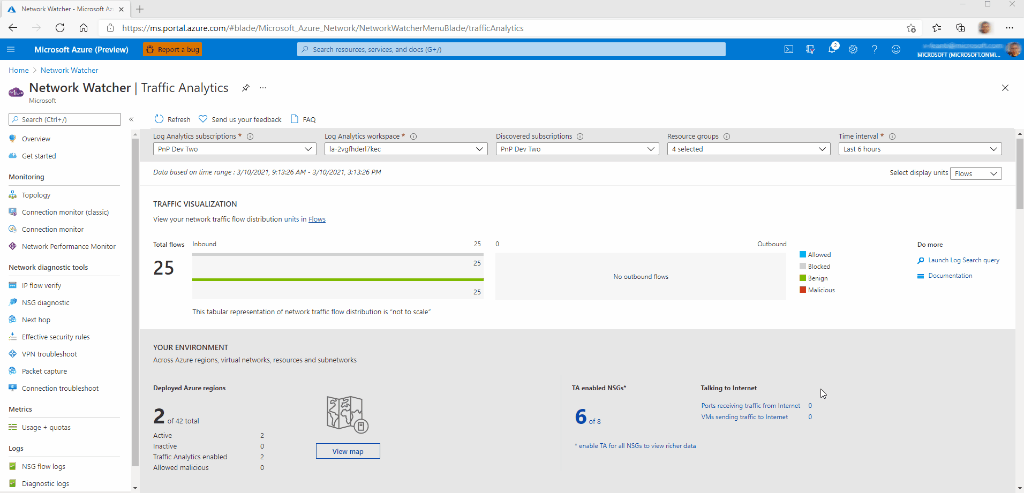 Network Watcher - Microsoft A
https://ms.portal.azure.com/#blade/Microsoft_Azure_Network/NetworkWatcherMenuBlade/trafficAnalytics
Microsoft Azure (Preview)
Report a bug
Search resources, services, and docs (G+/)
2
MICROSOFT (MICROSOFT.ONMI...
Home > Network Watcher
Network Watcher | Traffic Analytics
Microsoft
Search (Ctrl+/)
Refresh
Send us your feedback
FAQ
Overview
Get started
Monitoring
Topology
Connection monitor (classic)
Connection monitor
Network Performance Monitor
Network diagnostic tools
IP flow verify
NSG diagnostic
Next hop
Effective security rules
VPN troubleshoot
Packet capture
Connection troubleshoot
Metrics
Usage + quotas
Logs
NSG flow logs
Diagnostic logs
Log Analytics subscriptions *
Log Analytics workspace *
Discovered subscriptions
Resource groups
Time interval *
PnP Dev Two
la-2vgfhderl7kec
PnP Dev Two
4 selected
Last 6 hours
Data based on time range : 3/10/2021, 9:13:26 AM - 3/10/2021, 3:13:26 PM
Select display units
Flows
TRAFFIC VISUALIZATION
View your network traffic flow distribution units in Flows
Total flows
25
Inbound
25
25
25
0
Outbound
No outbound flows
Allowed
Blocked
Benign
Malicious
Do more
Launch Log Search query
Documentation
This tabular representation of network traffic flow distribution is "not to scale"
YOUR ENVIRONMENT
Across Azure regions, virtual networks, resources and subnetworks
Deployed Azure regions
2 of 42 total
Active 2
Inactive 0
Traffic Analytics enabled 2
Allowed malicious 0
View map
TA enabled NSGs*
6 of 8
* enable TA for all NSGs to view richer data
Talking to Internet
Ports receiving traffic from Internet 0
VMs sending traffic to Internet 0